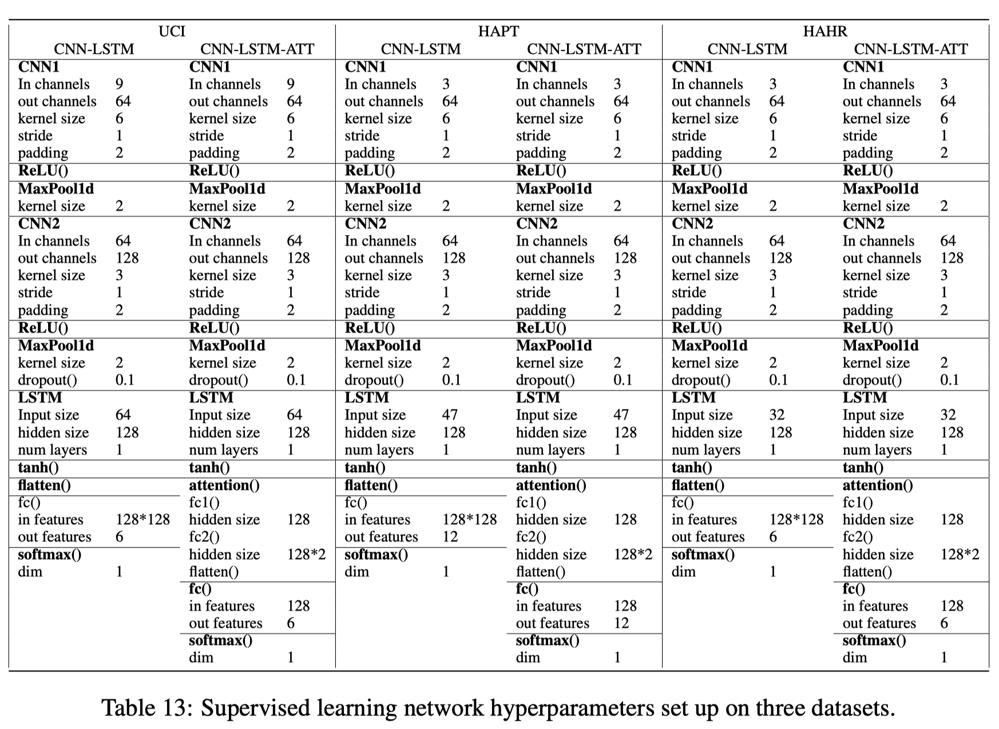 UCI HAPT HAHR
CNN-LSTM CNN-LSTM-ATT CNN-LSTM CNN-LSTM-ATT CNN-LSTM CNN-LSTM-ATT
CNN1 CNN1 CNN1 CNN1 CNN1 CNN1
In channels 9 In channels 9 In channels 3 In channels 3 In channels 3 In channels 3
out channels 64 out channels 64 out channels 64 out channels 64 out channels 64 out channels 64
kernel size 6 kernel size 6 kernel size 6 kernel size 6 kernel size 6 kernel size 6
stride 1 stride 1 stride 1 stride 1 stride 1 stride 1
padding 2 padding 2 padding 2 padding 2 padding 2 padding 2
ReLU() ReLU() ReLU() ReLU() ReLU() ReLU()
MaxPool1d MaxPool1d MaxPool1d MaxPool1d MaxPool1d MaxPool1d
kernel size 2 kernel size 2 kernel size 2 kernel size 2 kernel size 2 kernel size 2
CNN2 CNN2 CNN2 CNN2 CNN2 CNN2
In channels 64 In channels 64 In channels 64 In channels 64 In channels 64 In channels 64
out channels 128 out channels 128 out channels 128 out channels 128 out channels 128 out channels 128
kernel size 3 kernel size 3 kernel size 3 kernel size 3 kernel size 3 kernel size 3
stride 1 stride 1 stride 1 stride 1 stride 1 stride 1
padding 2 padding 2 padding 2 padding 2 padding 2 padding 2
ReLU() ReLU() ReLU() ReLU() ReLU() ReLU()
MaxPool1d MaxPool1d MaxPool1d MaxPool1d MaxPool1d MaxPool1d
kernel size 2 kernel size 2 kernel size 2 kernel size 2 kernel size 2 kernel size 2
dropout() 0.1 dropout() 0.1 dropout() 0.1 dropout() 0.1 dropout() 0.1 dropout() 0.1
LSTM LSTM LSTM LSTM LSTM LSTM
Input size 64 Input size 64 Input size 47 Input size 47 Input size 32 Input size 32
hidden size 128 hidden size 128 hidden size 128 hidden size 128 hidden size 128 hidden size 128
num layers 1 num layers 1 num layers 1 num layers 1 num layers 1 num layers 1
tanh() tanh() tanh() tanh() tanh() tanh()
flatten() attention() flatten() attention() flatten() attention()
fc() fc1() fc() fc1() fc() fc1()
in features 128*128 hidden size 128 in features 128*128 hidden size 128 in features 128*128 hidden size 128
out features 6 fc2() out features 12 fc2() out features 6 fc2()
softmax() hidden size 128*2 softmax() hidden size 128*2 softmax() hidden size 128*2
dim 1 flatten() dim 1 flatten() dim 1 flatten()
fc() fc() fc()
in features 128 in features 128 in features 128
out features 6 out features 12 out features 6
softmax() softmax() softmax()
dim 1 dim 1 dim 1
Table 13: Supervised learning network hyperparameters set up on three datasets.